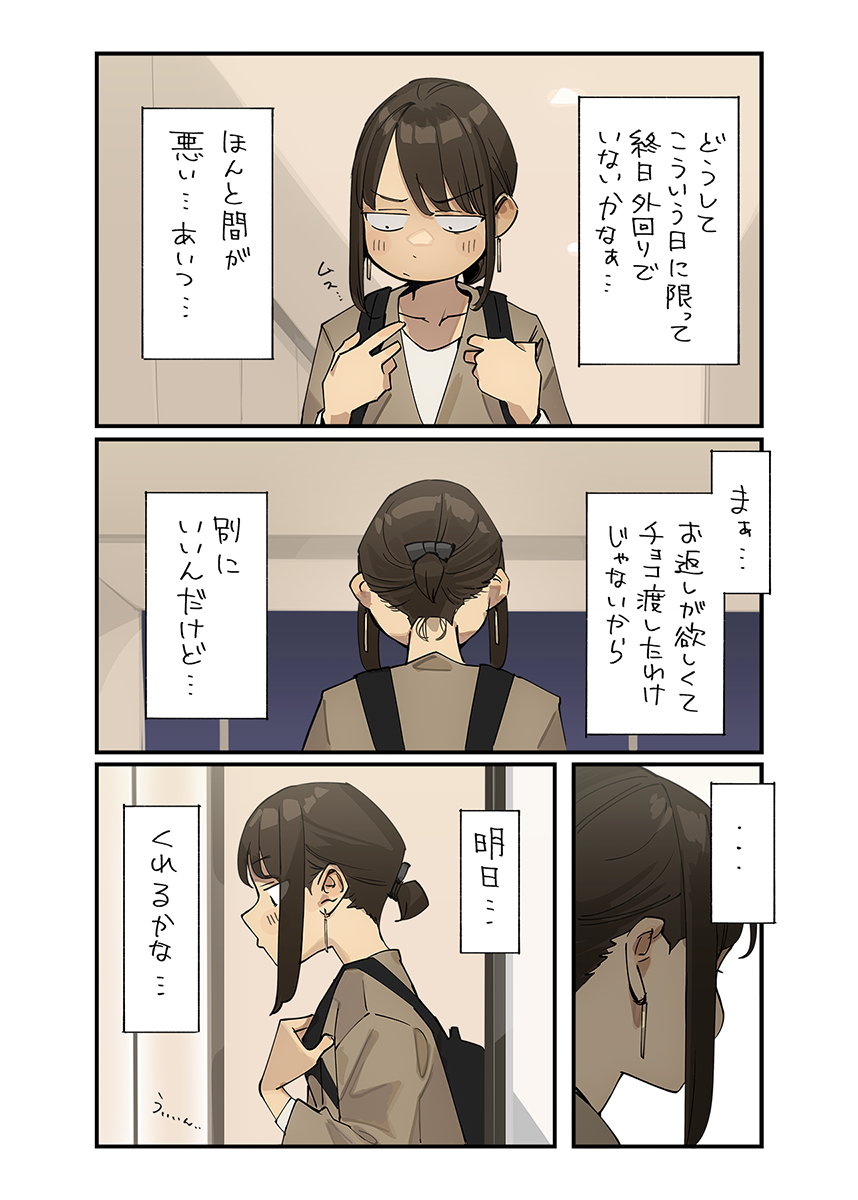 どうして
こういう日に限って
終日外回りで
いないかなぁ…
ほんと間が
悪い…あいつ…
ムス…
まぁ…
お返しが欲しくて
チョコ渡したわけ
じゃないから
別に
いいんだけど…
...
明日…
くれるかな…
うぃぃん..